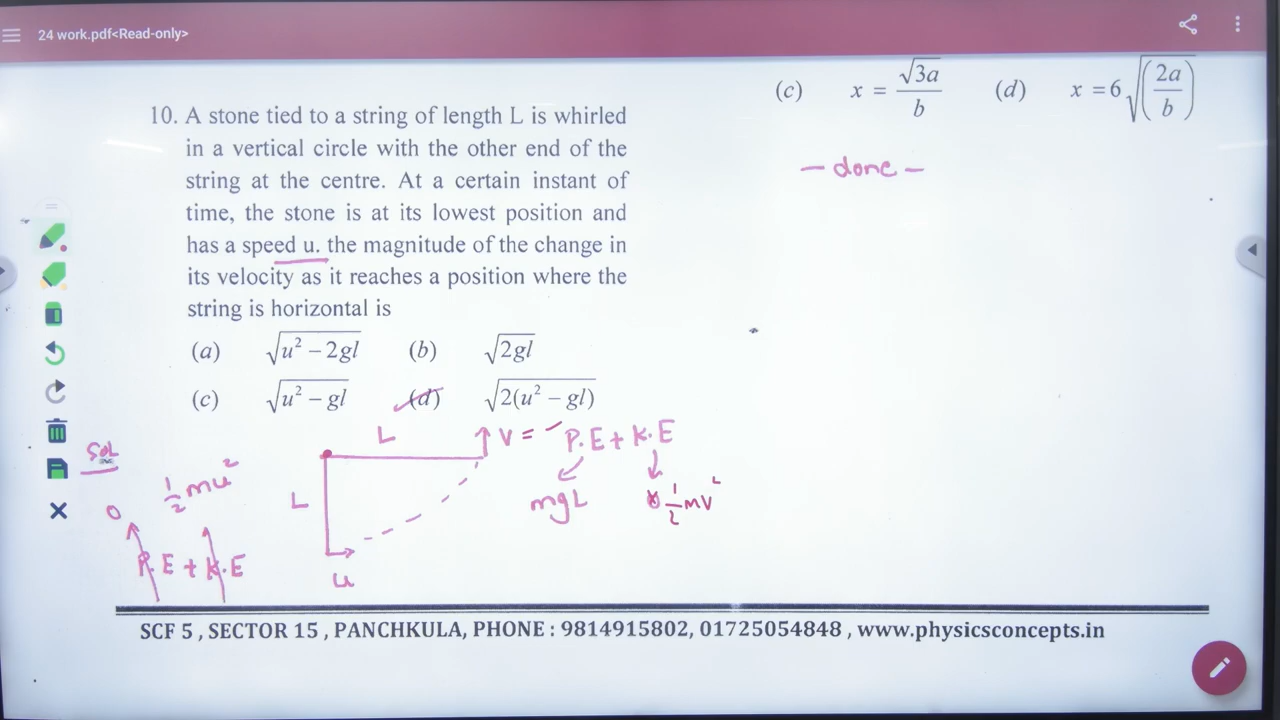 24 work.pdf<Read-only>
10. A stone tied to a string of length L is whirled
in a vertical circle with the other end of the
string at the centre. At a certain instant of
time, the stone is at its lowest position and
has a speed u. the magnitude of the change in
its velocity as it reaches a position where the
string is horizontal is
(a) √(u² − 2gl) (b) √(2gl)
(c) √(u² − gl) (d) √(2(u² − gl))
(c) x = √(3a)/b (d) x = 6√(2a/b)
— done —
SOL
L
V = P.E + K.E
mgL ½mv²
½mu²
L
0
P.E + K.E
u
SCF 5 , SECTOR 15 , PANCHKULA, PHONE : 9814915802, 01725054848 , www.physicsconcepts.in